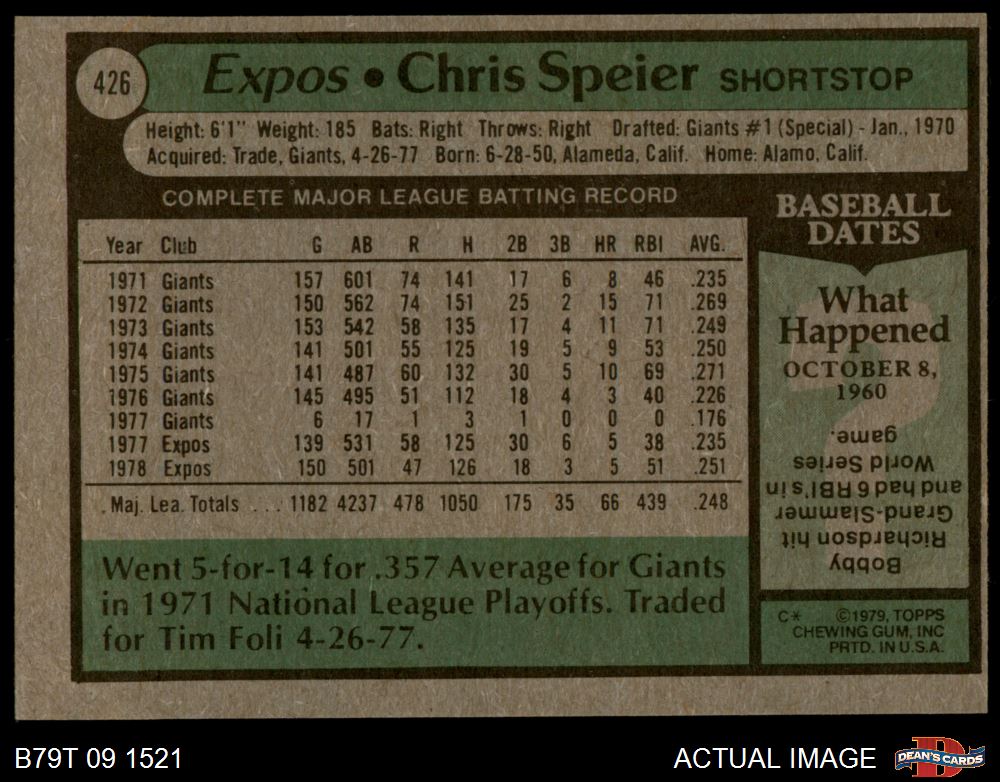 426
Expos • Chris Speier SHORTSTOP
Height: 6'1" Weight: 185 Bats: Right Throws: Right Drafted: Giants #1 (Special) - Jan., 1970
Acquired: Trade, Giants, 4-26-77 Born: 6-28-50, Alameda, Calif. Home: Alamo, Calif.
COMPLETE MAJOR LEAGUE BATTING RECORD
Year Club G AB R H 2B 3B HR RBI AVG.
1971 Giants 157 601 74 141 17 6 8 46 .235
1972 Giants 150 562 74 151 25 2 15 71 .269
1973 Giants 153 542 58 135 17 4 11 71 .249
1974 Giants 141 501 55 125 19 5 9 53 .250
1975 Giants 141 487 60 132 30 5 10 69 .271
1976 Giants 145 495 51 112 18 4 3 40 .226
1977 Giants 6 17 1 3 1 0 0 0 .176
1977 Expos 139 531 58 125 30 6 5 38 .235
1978 Expos 150 501 47 126 18 3 5 51 .251
Maj. Lea. Totals . . . 1182 4237 478 1050 175 35 66 439 .248
Went 5-for-14 for .357 Average for Giants
in 1971 National League Playoffs. Traded
for Tim Foli 4-26-77.
BASEBALL
DATES
What
Happened
OCTOBER 8,
1960
Bobby
Richardson hit
Grand-Slammer
and had 6 RBI's in
World Series
game.
C* ©1979, TOPPS
CHEWING GUM, INC
PRTD. IN U.S.A.
B79T 09 1521
ACTUAL IMAGE
D
DEAN'S CARDS